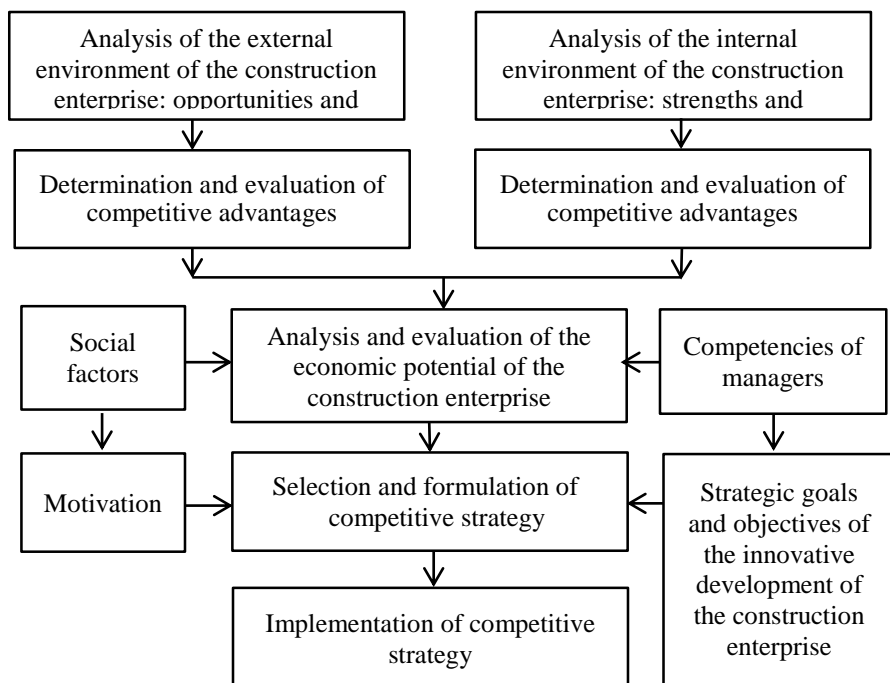 Analysis of the external
environment of the construction
enterprise: opportunities and
Analysis of the internal
environment of the construction
enterprise: strengths and
Determination and evaluation of
competitive advantages
Determination and evaluation of
competitive advantages
Social
factors
Analysis and evaluation of the
economic potential of the
construction enterprise
Competencies of
managers
Motivation
Selection and formulation of
competitive strategy
Strategic goals
and objectives of
the innovative
development of
the construction
enterprise
Implementation of competitive
strategy